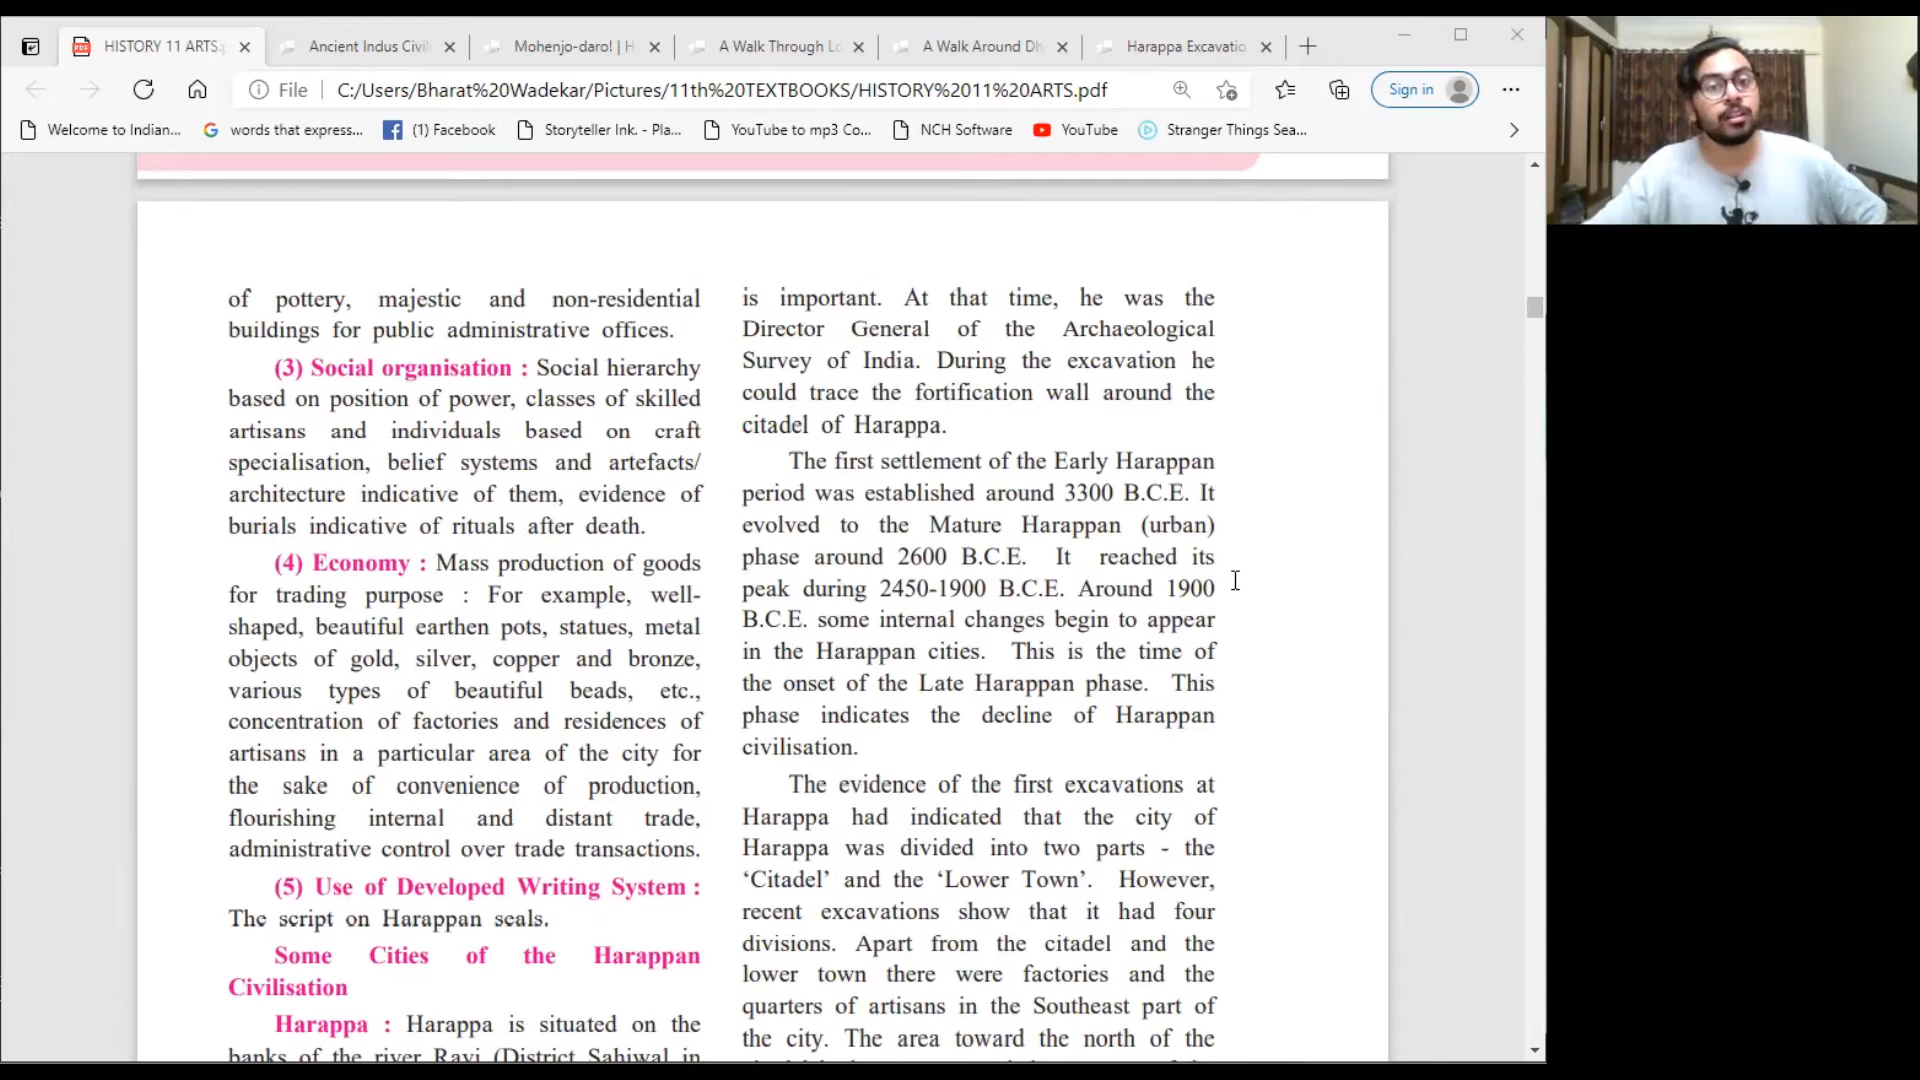 HISTORY 11 ARTS.p
Ancient Indus Civil
Mohenjo-daro! | H
A Walk Through Lo
A Walk Around Dh
Harappa Excavatio
File
C:/Users/Bharat%20Wadekar/Pictures/11th%20TEXTBOOKS/HISTORY%2011%20ARTS.pdf
Sign in
Welcome to Indian...
words that express...
(1) Facebook
Storyteller Ink. - Pla...
YouTube to mp3 Co...
NCH Software
YouTube
Stranger Things Sea...
of pottery, majestic and non-residential
buildings for public administrative offices.
(3) Social organisation : Social hierarchy
based on position of power, classes of skilled
artisans and individuals based on craft
specialisation, belief systems and artefacts/
architecture indicative of them, evidence of
burials indicative of rituals after death.
(4) Economy : Mass production of goods
for trading purpose : For example, well-
shaped, beautiful earthen pots, statues, metal
objects of gold, silver, copper and bronze,
various types of beautiful beads, etc.,
concentration of factories and residences of
artisans in a particular area of the city for
the sake of convenience of production,
flourishing internal and distant trade,
administrative control over trade transactions.
(5) Use of Developed Writing System :
The script on Harappan seals.
Some Cities of the Harappan
Civilisation
Harappa : Harappa is situated on the
banks of the river Ravi (District Sahiwal in
is important. At that time, he was the
Director General of the Archaeological
Survey of India. During the excavation he
could trace the fortification wall around the
citadel of Harappa.
The first settlement of the Early Harappan
period was established around 3300 B.C.E. It
evolved to the Mature Harappan (urban)
phase around 2600 B.C.E. It reached its
peak during 2450-1900 B.C.E. Around 1900
B.C.E. some internal changes begin to appear
in the Harappan cities. This is the time of
the onset of the Late Harappan phase. This
phase indicates the decline of Harappan
civilisation.
The evidence of the first excavations at
Harappa had indicated that the city of
Harappa was divided into two parts - the
‘Citadel’ and the ‘Lower Town’. However,
recent excavations show that it had four
divisions. Apart from the citadel and the
lower town there were factories and the
quarters of artisans in the Southeast part of
the city. The area toward the north of the